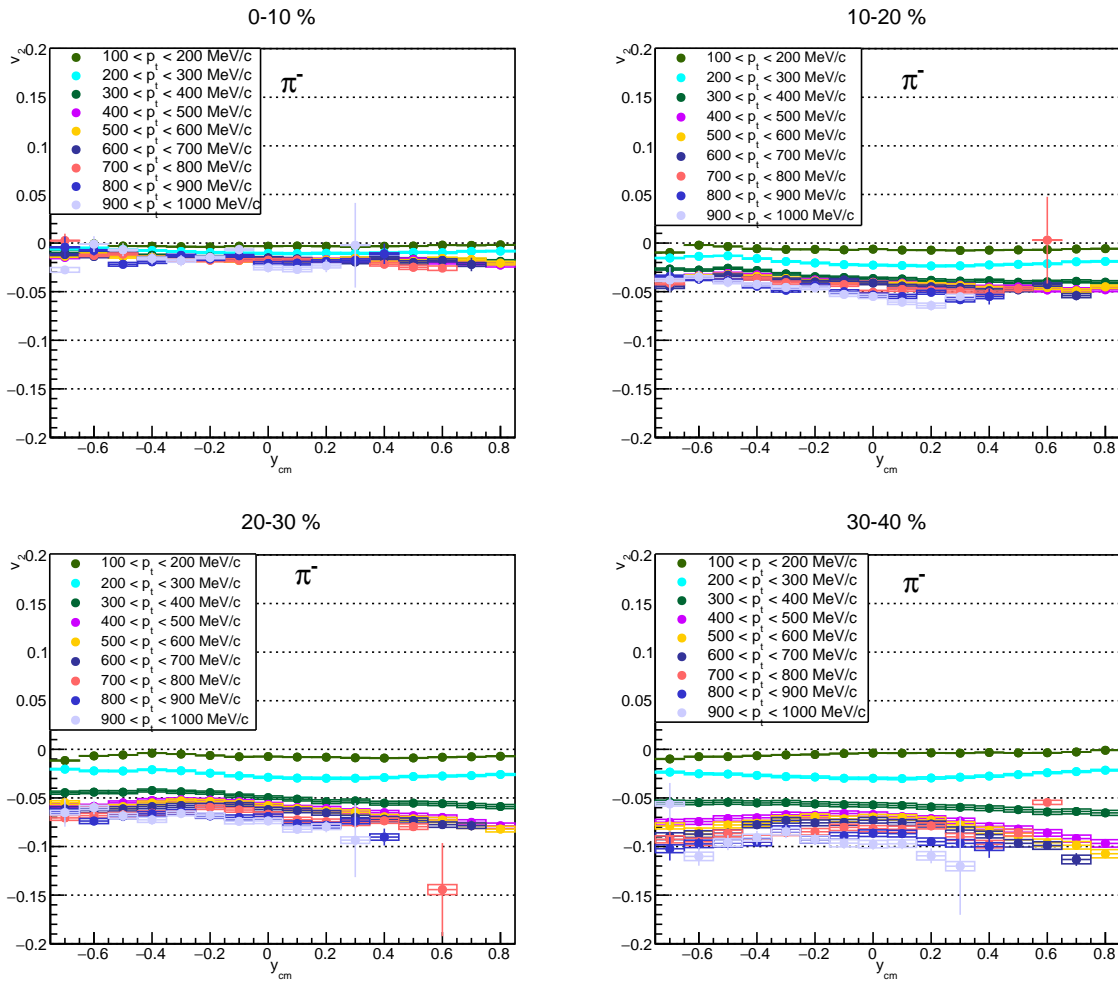 0-10 %
v2
0.2
0.15
0.1
0.05
0
−0.05
−0.1
−0.15
−0.2
100 < pt < 200 MeV/c
200 < pt < 300 MeV/c
300 < pt < 400 MeV/c
400 < pt < 500 MeV/c
500 < pt < 600 MeV/c
600 < pt < 700 MeV/c
700 < pt < 800 MeV/c
800 < pt < 900 MeV/c
900 < pt < 1000 MeV/c
π-
−0.6 −0.4 −0.2 0 0.2 0.4 0.6 0.8
ycm
10-20 %
v2
0.2
0.15
0.1
0.05
0
−0.05
−0.1
−0.15
−0.2
100 < pt < 200 MeV/c
200 < pt < 300 MeV/c
300 < pt < 400 MeV/c
400 < pt < 500 MeV/c
500 < pt < 600 MeV/c
600 < pt < 700 MeV/c
700 < pt < 800 MeV/c
800 < pt < 900 MeV/c
900 < pt < 1000 MeV/c
π-
−0.6 −0.4 −0.2 0 0.2 0.4 0.6 0.8
ycm
20-30 %
v2
0.2
0.15
0.1
0.05
0
−0.05
−0.1
−0.15
−0.2
100 < pt < 200 MeV/c
200 < pt < 300 MeV/c
300 < pt < 400 MeV/c
400 < pt < 500 MeV/c
500 < pt < 600 MeV/c
600 < pt < 700 MeV/c
700 < pt < 800 MeV/c
800 < pt < 900 MeV/c
900 < pt < 1000 MeV/c
π-
−0.6 −0.4 −0.2 0 0.2 0.4 0.6 0.8
ycm
30-40 %
v2
0.2
0.15
0.1
0.05
0
−0.05
−0.1
−0.15
−0.2
100 < pt < 200 MeV/c
200 < pt < 300 MeV/c
300 < pt < 400 MeV/c
400 < pt < 500 MeV/c
500 < pt < 600 MeV/c
600 < pt < 700 MeV/c
700 < pt < 800 MeV/c
800 < pt < 900 MeV/c
900 < pt < 1000 MeV/c
π-
−0.6 −0.4 −0.2 0 0.2 0.4 0.6 0.8
ycm